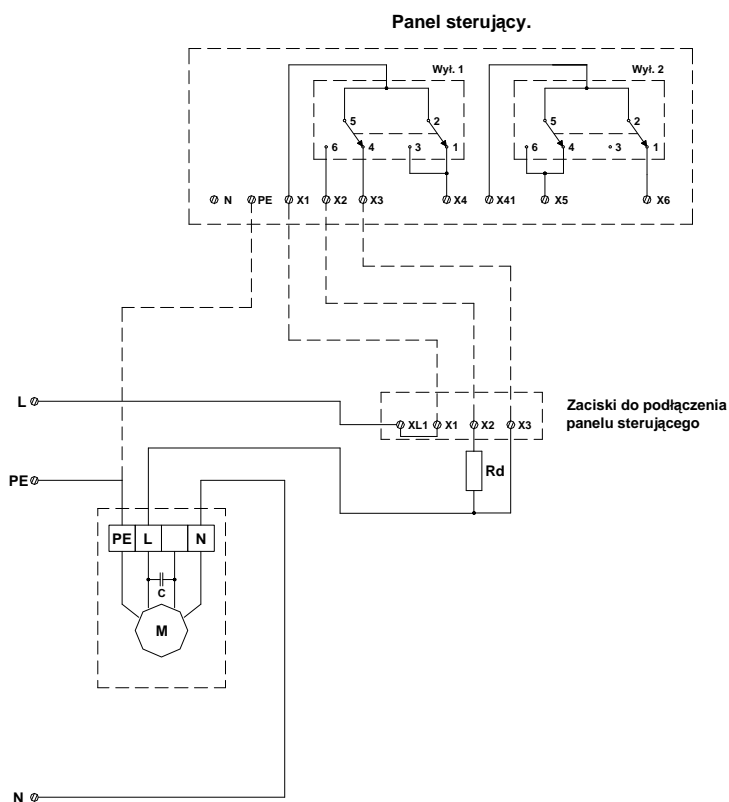 Panel sterujący.
Wył. 1
Wył. 2
5
2
5
2
6
4
3
1
6
4
3
1
N
PE
X1
X2
X3
X4
X41
X5
X6
L
XL1
X1
X2
X3
Zaciski do podłączenia
panelu sterującego
Rd
PE
PE
L
N
C
M
N